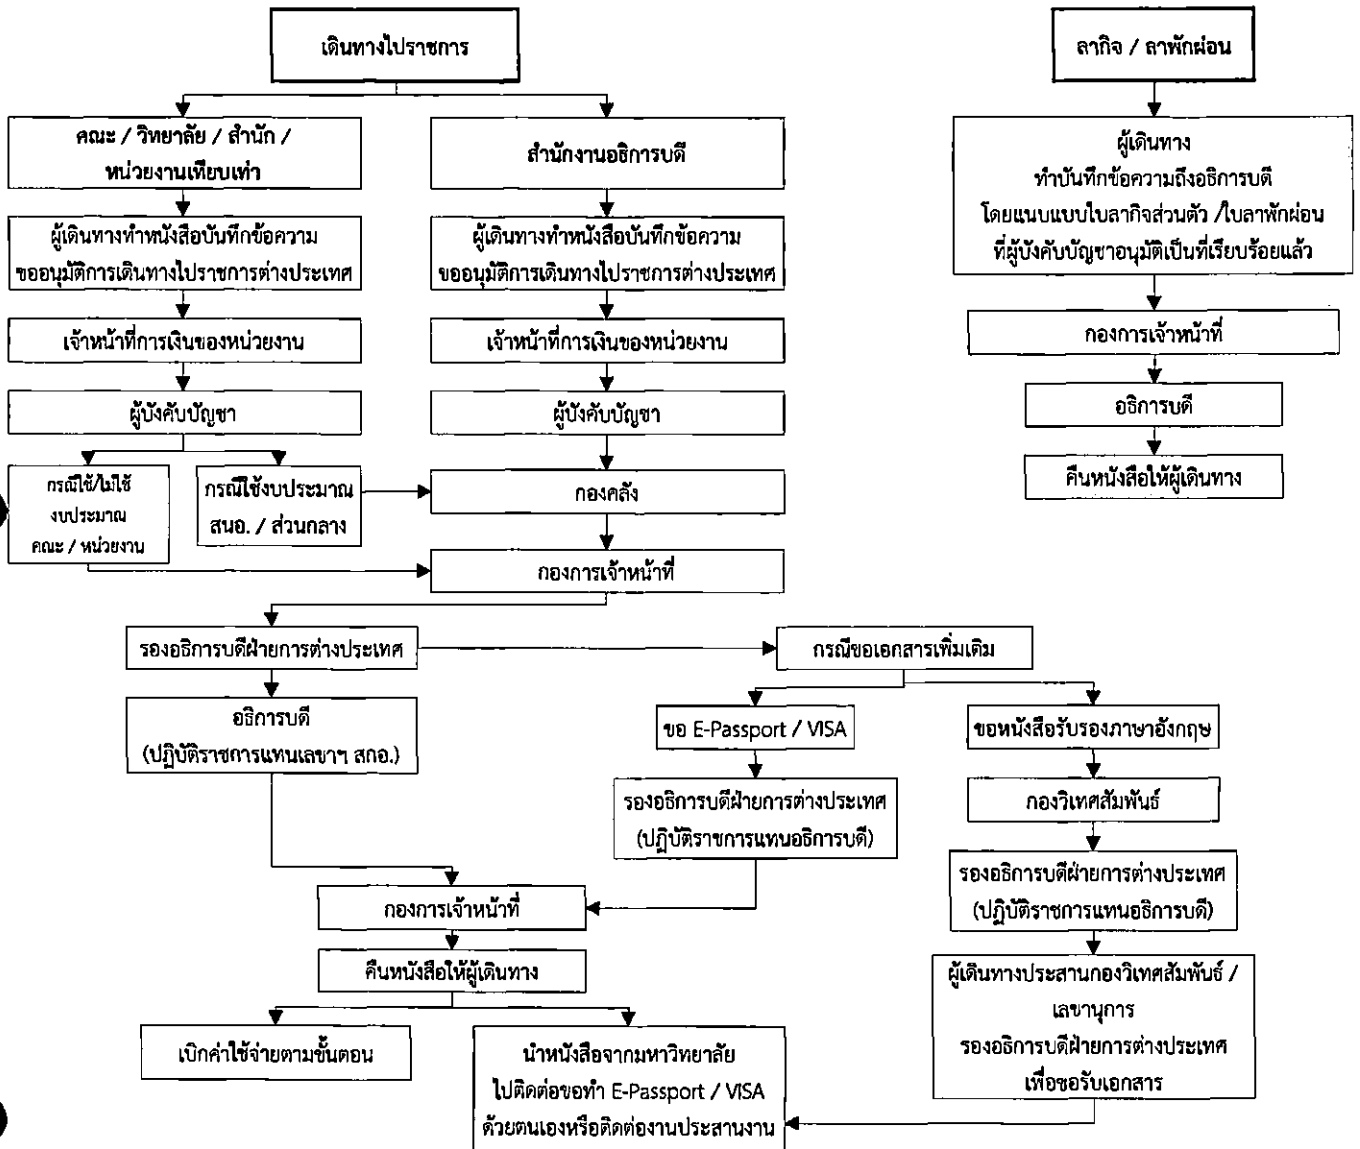 เดินทางไปราชการ
ลากิจ / ลาพักผ่อน
คณะ / วิทยาลัย / สำนัก /
หน่วยงานเทียบเท่า
สำนักงานอธิการบดี
ผู้เดินทาง
ทำบันทึกข้อความถึงอธิการบดี
โดยแนบแบบใบลากิจส่วนตัว /ใบลาพักผ่อน
ที่ผู้บังคับบัญชาอนุมัติเป็นที่เรียบร้อยแล้ว
ผู้เดินทางทำหนังสือบันทึกข้อความ
ขออนุมัติการเดินทางไปราชการต่างประเทศ
ผู้เดินทางทำหนังสือบันทึกข้อความ
ขออนุมัติการเดินทางไปราชการต่างประเทศ
เจ้าหน้าที่การเงินของหน่วยงาน
เจ้าหน้าที่การเงินของหน่วยงาน
กองการเจ้าหน้าที่
ผู้บังคับบัญชา
ผู้บังคับบัญชา
อธิการบดี
กรณีใช้/ไม่ใช้
งบประมาณ
คณะ / หน่วยงาน
กรณีใช้งบประมาณ
สนอ. / ส่วนกลาง
กองคลัง
คืนหนังสือให้ผู้เดินทาง
กองการเจ้าหน้าที่
รองอธิการบดีฝ่ายการต่างประเทศ
กรณีขอเอกสารเพิ่มเติม
อธิการบดี
(ปฏิบัติราชการแทนเลขาฯ สกอ.)
ขอ E-Passport / VISA
ขอหนังสือรับรองภาษาอังกฤษ
รองอธิการบดีฝ่ายการต่างประเทศ
(ปฏิบัติราชการแทนอธิการบดี)
กองวิเทศสัมพันธ์
รองอธิการบดีฝ่ายการต่างประเทศ
(ปฏิบัติราชการแทนอธิการบดี)
กองการเจ้าหน้าที่
คืนหนังสือให้ผู้เดินทาง
ผู้เดินทางประสานกองวิเทศสัมพันธ์ /
เลขานุการ
รองอธิการบดีฝ่ายการต่างประเทศ
เพื่อขอรับเอกสาร
เบิกค่าใช้จ่ายตามขั้นตอน
นำหนังสือจากมหาวิทยาลัย
ไปติดต่อขอทำ E-Passport / VISA
ด้วยตนเองหรือติดต่องานประสานงาน